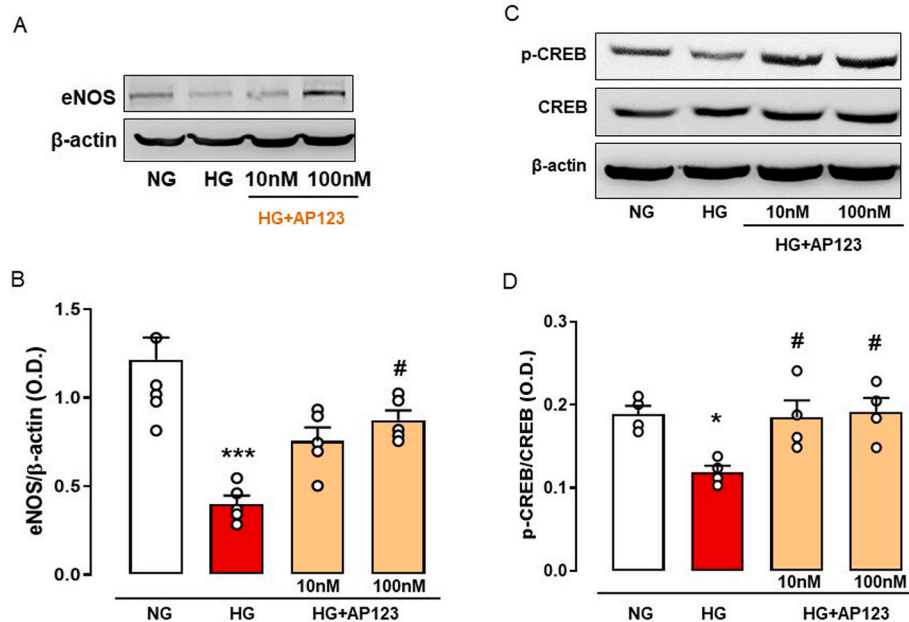 A
eNOS
β-actin
NG HG 10nM 100nM
HG+AP123
C
p-CREB
CREB
β-actin
NG HG 10nM 100nM
HG+AP123
B
eNOS/β-actin (O.D.)
1.5
1.0
0.5
0.0
***
#
10nM 100nM
NG HG HG+AP123
D
p-CREB/CREB (O.D.)
0.3
0.2
0.1
0.0
*
# #
10nM 100nM
NG HG HG+AP123